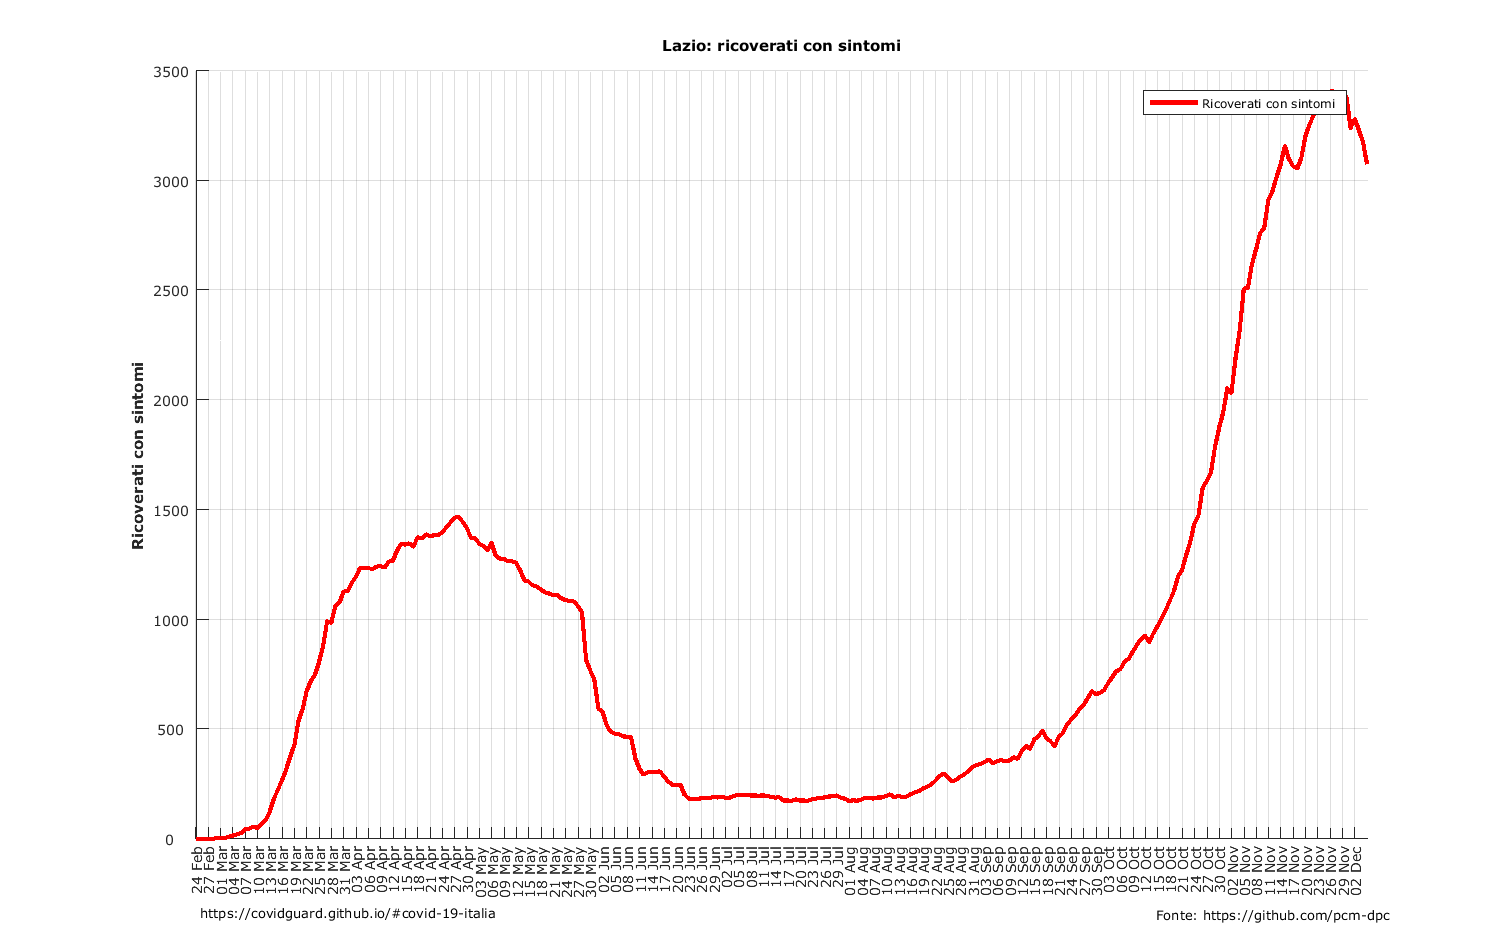 Lazio: ricoverati con sintomi
3500
3000
2500
2000
1500
1000
500
0
Ricoverati con sintomi
Ricoverati con sintomi
24 Feb
27 Feb
01 Mar
04 Mar
07 Mar
10 Mar
13 Mar
16 Mar
19 Mar
22 Mar
25 Mar
28 Mar
31 Mar
03 Apr
06 Apr
09 Apr
12 Apr
15 Apr
18 Apr
21 Apr
24 Apr
27 Apr
30 Apr
03 May
06 May
09 May
12 May
15 May
18 May
21 May
24 May
27 May
30 May
02 Jun
05 Jun
08 Jun
11 Jun
14 Jun
17 Jun
20 Jun
23 Jun
26 Jun
29 Jun
02 Jul
05 Jul
08 Jul
11 Jul
14 Jul
17 Jul
20 Jul
23 Jul
26 Jul
29 Jul
01 Aug
04 Aug
07 Aug
10 Aug
13 Aug
16 Aug
19 Aug
22 Aug
25 Aug
28 Aug
31 Aug
03 Sep
06 Sep
09 Sep
12 Sep
15 Sep
18 Sep
21 Sep
24 Sep
27 Sep
30 Sep
03 Oct
06 Oct
09 Oct
12 Oct
15 Oct
18 Oct
21 Oct
24 Oct
27 Oct
30 Oct
02 Nov
05 Nov
08 Nov
11 Nov
14 Nov
17 Nov
20 Nov
23 Nov
26 Nov
29 Nov
02 Dec
https://covidguard.github.io/#covid-19-italia
Fonte: https://github.com/pcm-dpc